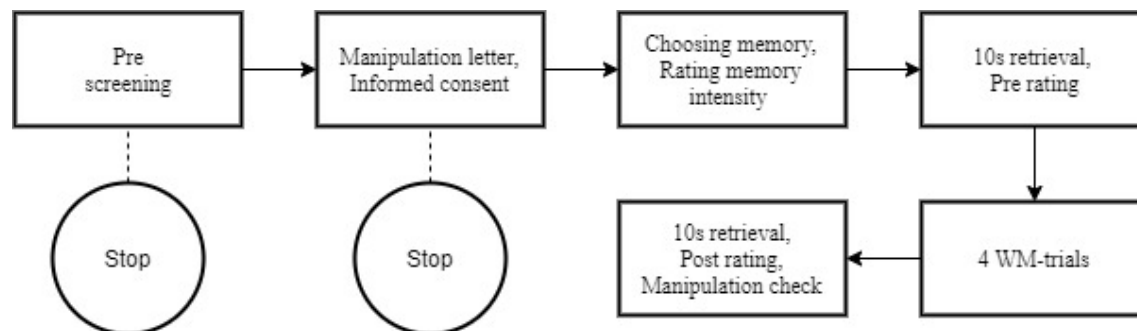 Pre
screening
Manipulation letter,
Informed consent
Choosing memory,
Rating memory
intensity
10s retrieval,
Pre rating
Stop
Stop
10s retrieval,
Post rating,
Manipulation check
4 WM-trials